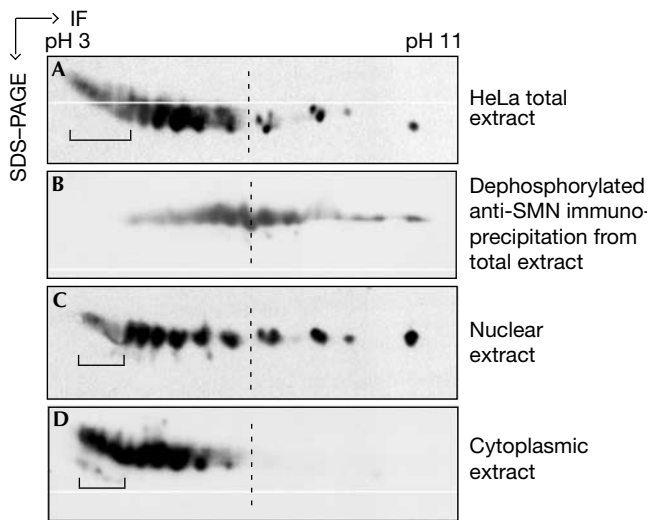 IF
pH 3
pH 11
SDS–PAGE
A
HeLa total
extract
B
Dephosphorylated
anti-SMN immuno-
precipitation from
total extract
C
Nuclear
extract
D
Cytoplasmic
extract